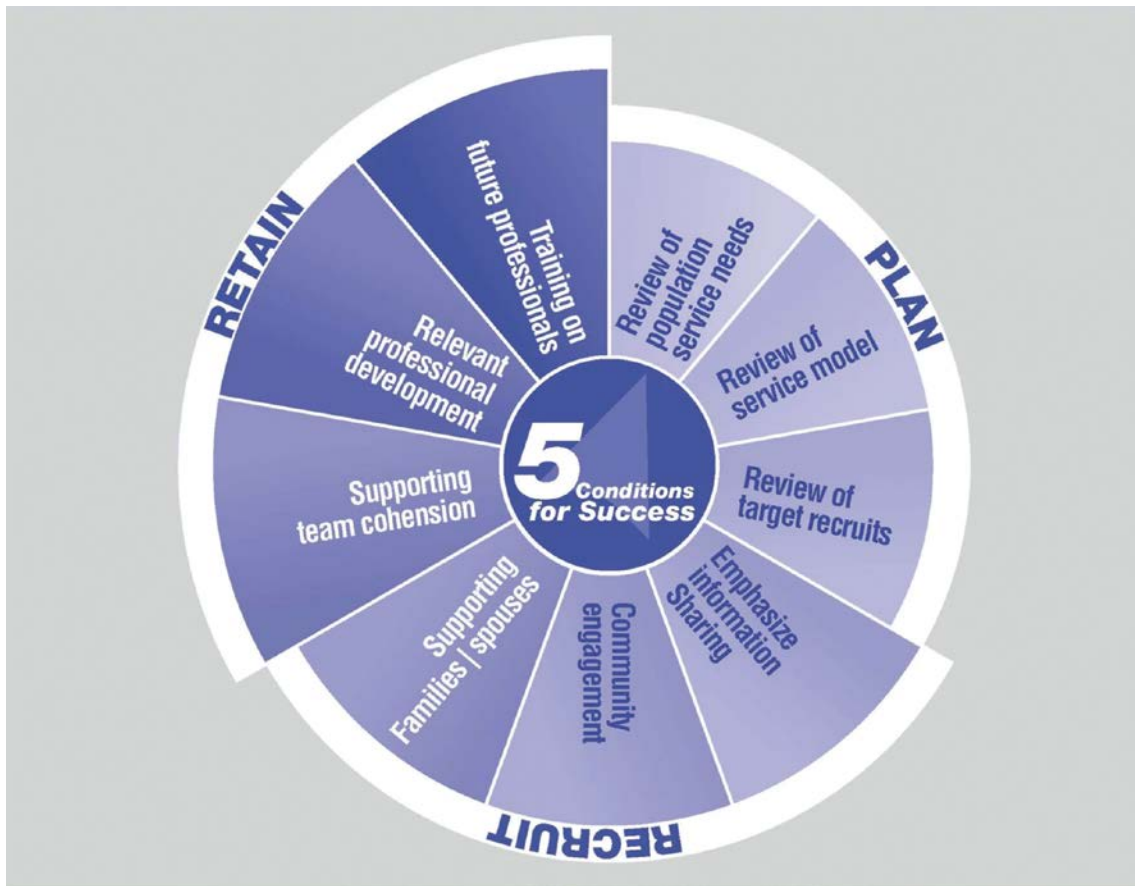 PLAN
Review of
population
service needs
Review of
service model
Review of
target recruits
RECRUIT
Emphasize
information
Sharing
Community
engagement
Supporting
Families | spouses
RETAIN
Supporting
team cohension
Relevant
professional
development
Training on
future professionals
5
Conditions
for Success